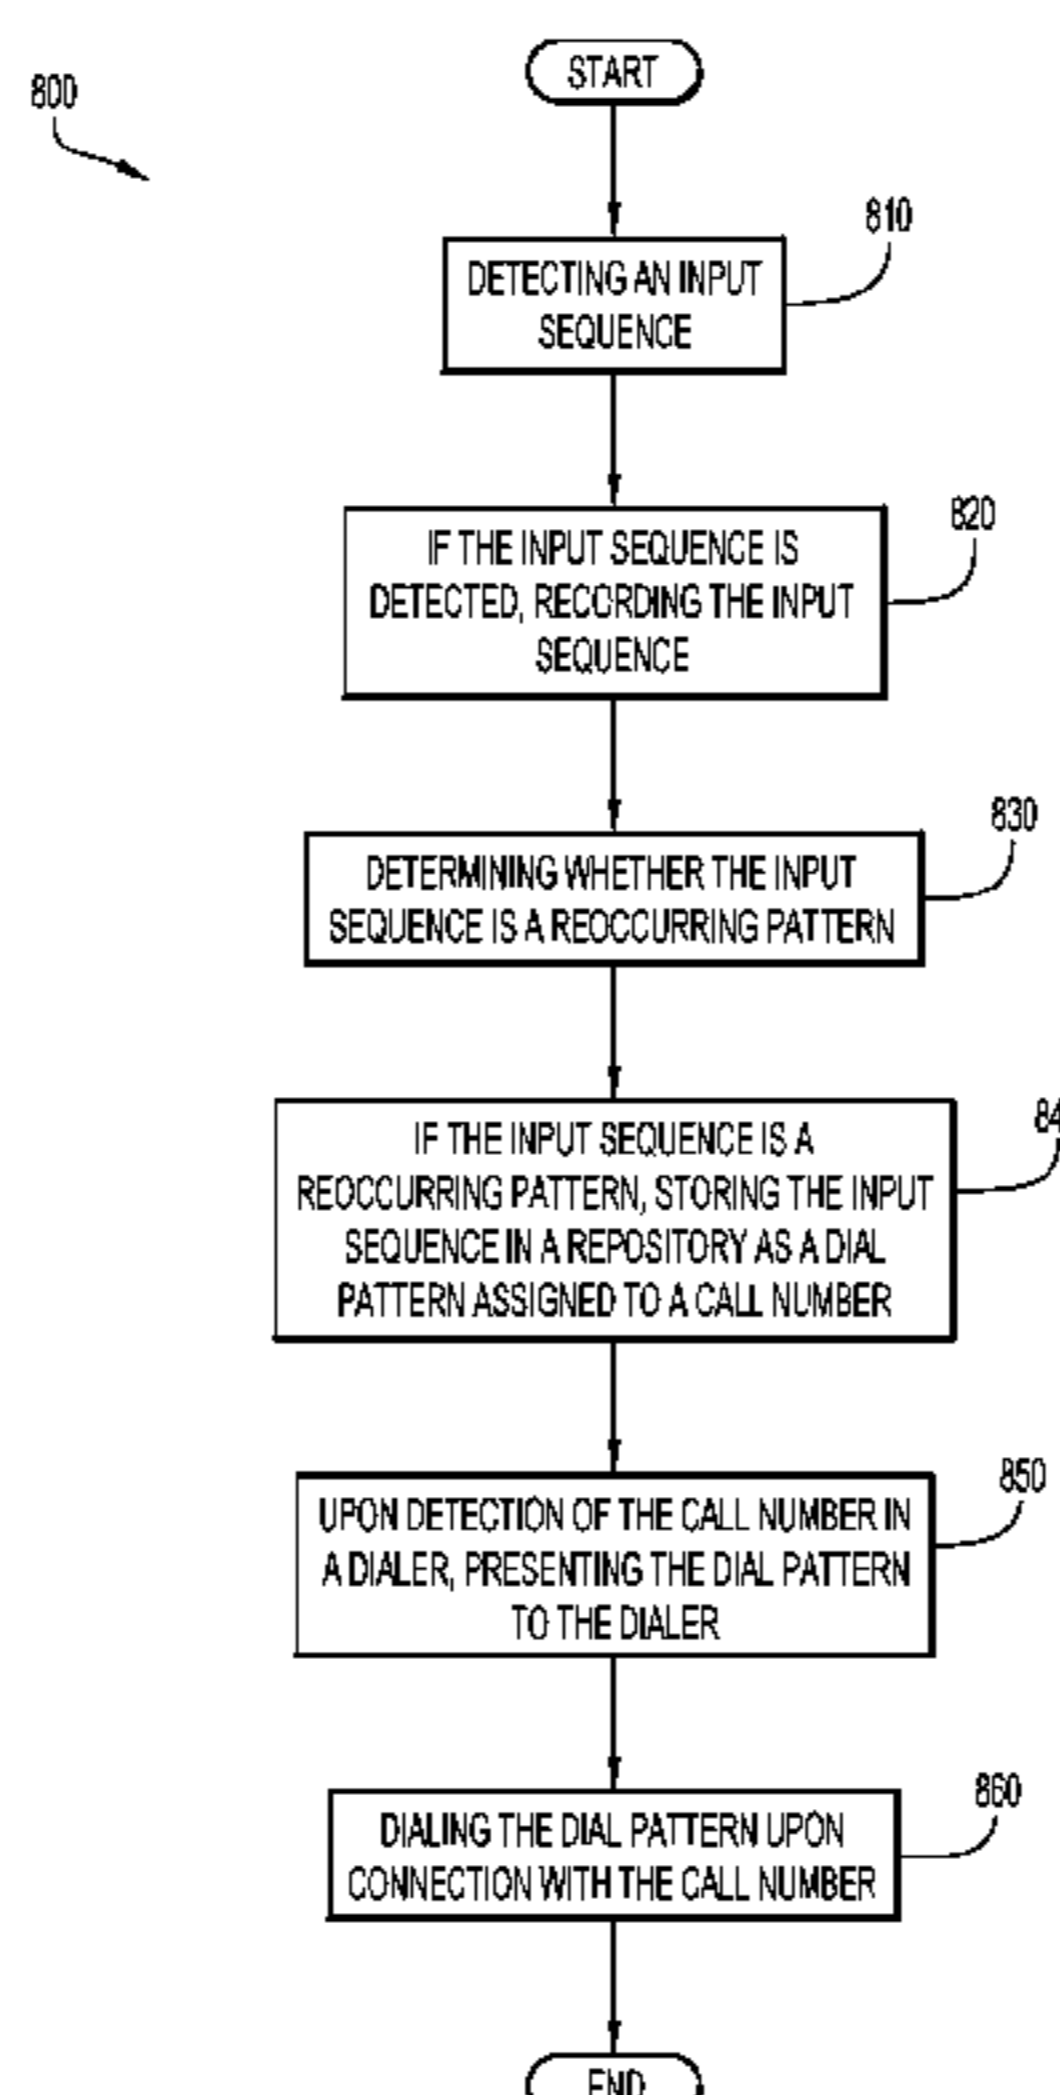 800
START
810
DETECTING AN INPUT
SEQUENCE
820
IF THE INPUT SEQUENCE IS
DETECTED, RECORDING THE INPUT
SEQUENCE
830
DETERMINING WHETHER THE INPUT
SEQUENCE IS A REOCCURRING PATTERN
84
IF THE INPUT SEQUENCE IS A
REOCCURRING PATTERN, STORING THE INPUT
SEQUENCE IN A REPOSITORY AS A DIAL
PATTERN ASSIGNED TO A CALL NUMBER
850
UPON DETECTION OF THE CALL NUMBER IN
A DIALER, PRESENTING THE DIAL PATTERN
TO THE DIALER
860
DIALING THE DIAL PATTERN UPON
CONNECTION WITH THE CALL NUMBER
END